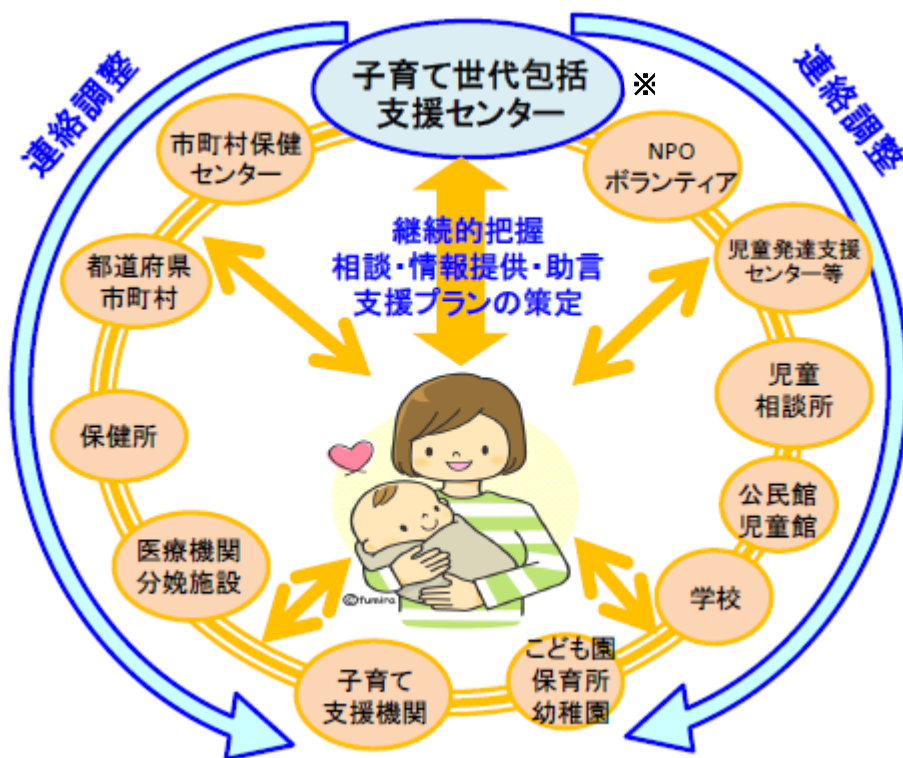 連絡調整
子育て世代包括
支援センター
※
連絡調整
市町村保健
センター
NPO
ボランティア
継続的把握
相談・情報提供・助言
支援プランの策定
都道府県
市町村
児童発達支援
センター等
保健所
児童
相談所
公民館
児童館
医療機関
分娩施設
学校
©fumira
子育て
支援機関
こども園
保育所
幼稚園